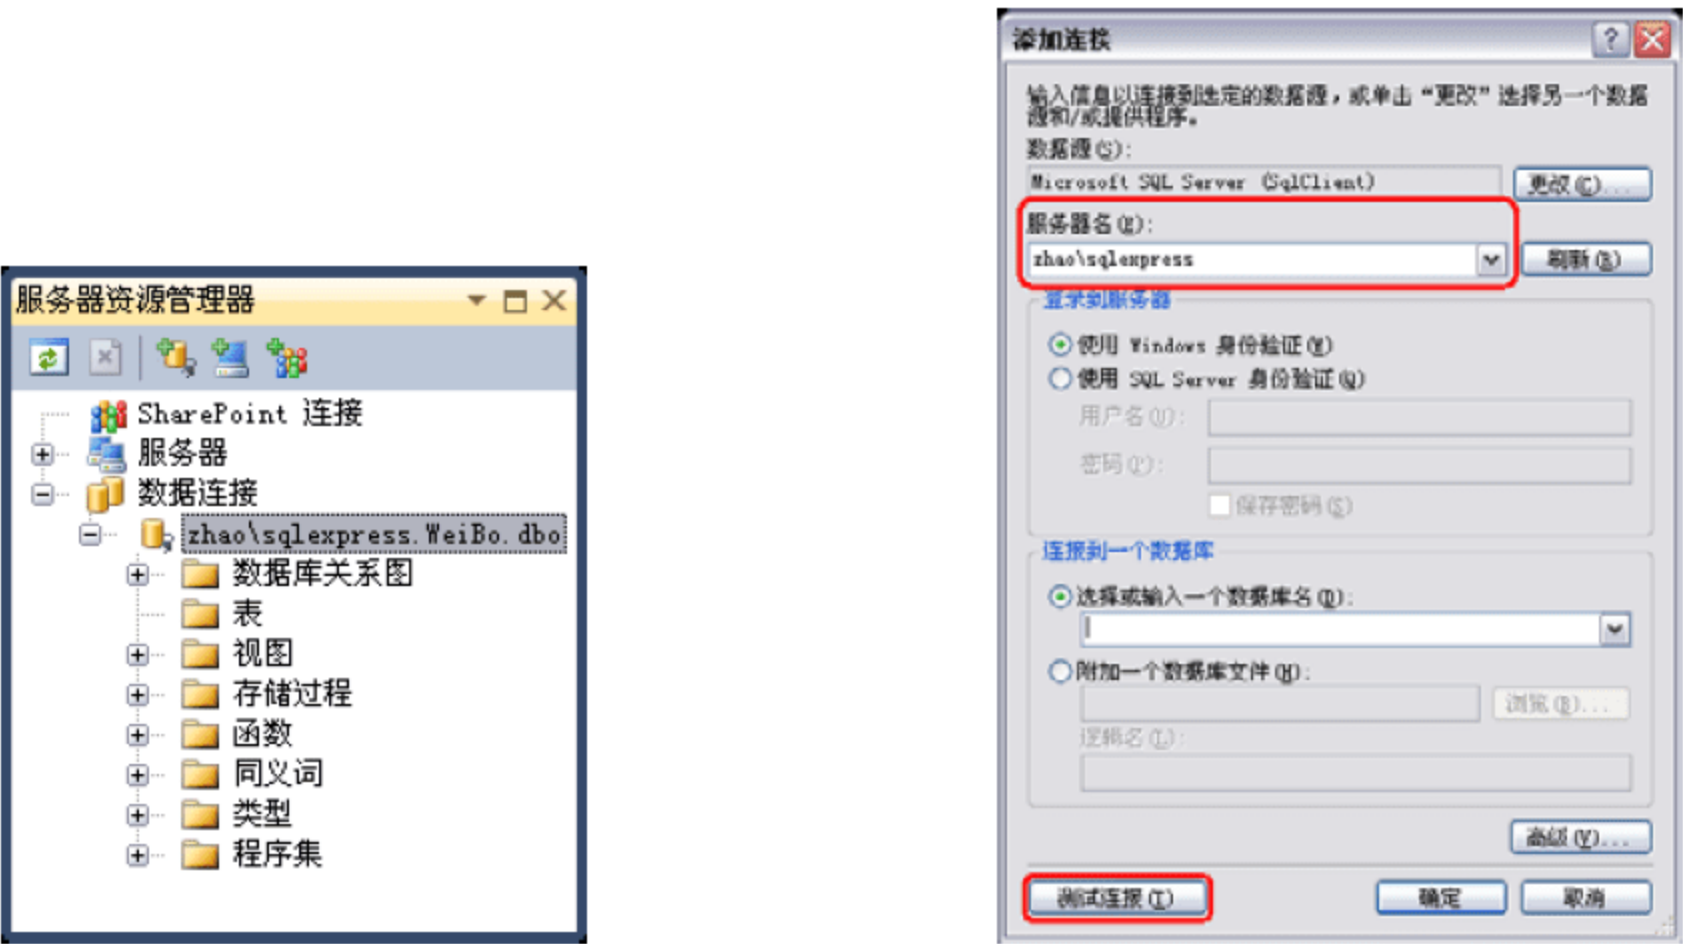 服务器资源管理器
SharePoint 连接
服务器
数据连接
zhao\sqlexpress.WeiBo.dbo
数据库关系图
表
视图
存储过程
函数
同义词
类型
程序集
添加连接
输入信息以连接到选定的数据源，或单击“更改”选择另一个数据
源和/或提供程序。
数据源(S):
Microsoft SQL Server (SqlClient)
更改(C)...
服务器名(E):
zhao\sqlexpress
刷新(R)
登录到服务器
使用 Windows 身份验证(W)
使用 SQL Server 身份验证(Q)
用户名(U):
密码(P):
保存密码(S)
连接到一个数据库
选择或输入一个数据库名(D):
附加一个数据库文件(H):
浏览(B)...
逻辑名(L):
高级(V)...
测试连接(T)
确定
取消